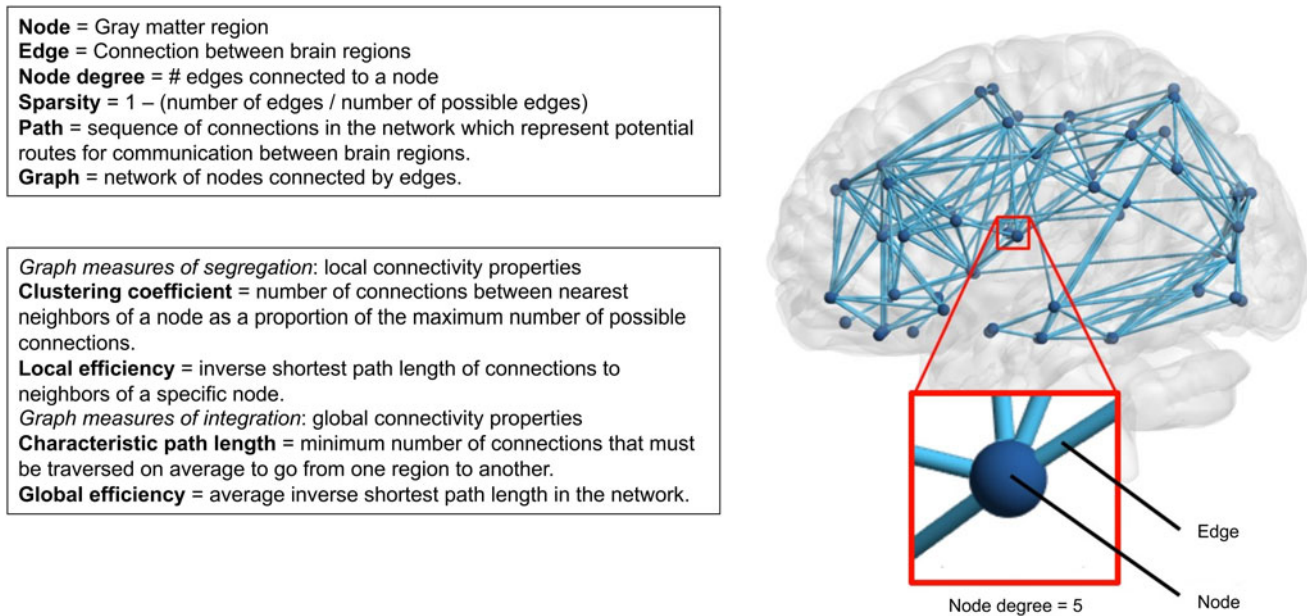 Node = Gray matter region
Edge = Connection between brain regions
Node degree = # edges connected to a node
Sparsity = 1 – (number of edges / number of possible edges)
Path = sequence of connections in the network which represent potential
routes for communication between brain regions.
Graph = network of nodes connected by edges.
Graph measures of segregation: local connectivity properties
Clustering coefficient = number of connections between nearest
neighbors of a node as a proportion of the maximum number of possible
connections.
Local efficiency = inverse shortest path length of connections to
neighbors of a specific node.
Graph measures of integration: global connectivity properties
Characteristic path length = minimum number of connections that must
be traversed on average to go from one region to another.
Global efficiency = average inverse shortest path length in the network.
Edge
Node
Node degree = 5